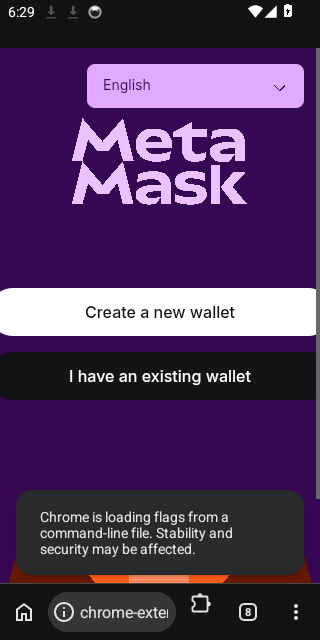 6:29
English
Meta
Mask
Create a new wallet
I have an existing wallet
Chrome is loading flags from a
command-line file. Stability and
security may be affected.
chrome-exte
8